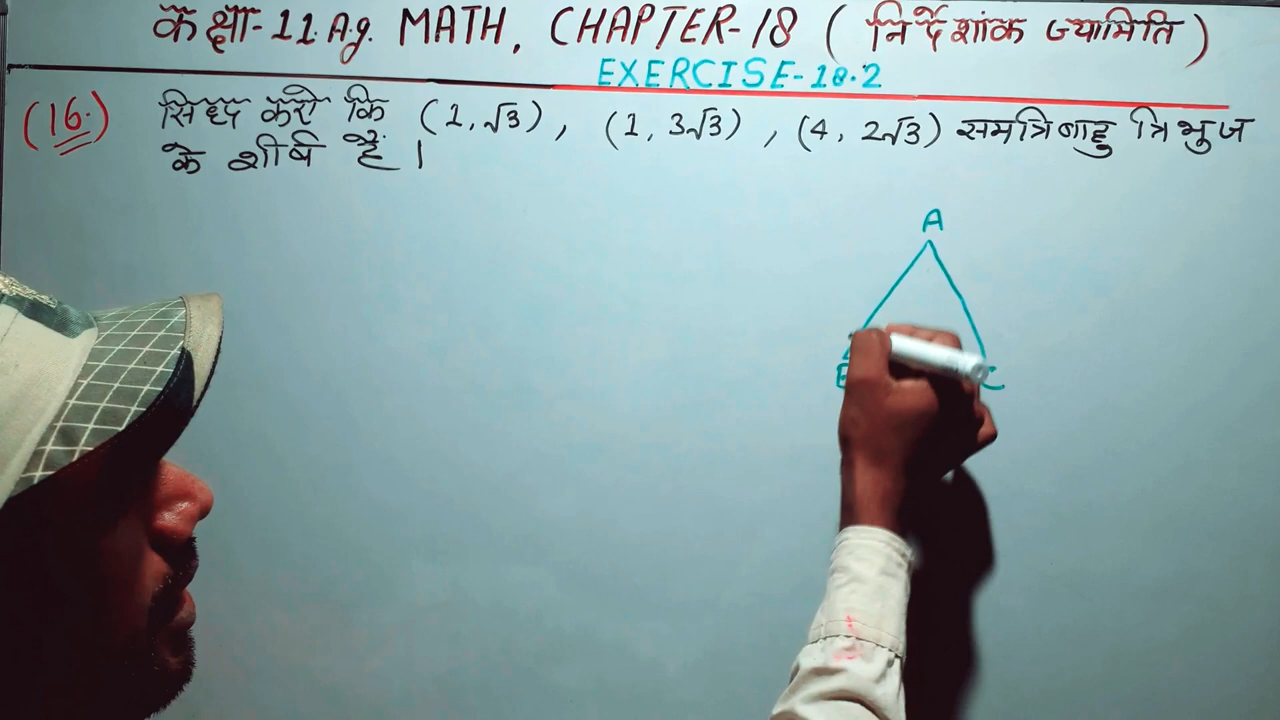 कक्षा-11. Ag. MATH, CHAPTER-18 (निर्देशांक ज्यामिति)
EXERCISE-18.2
(16.) सिध्द करो कि (1, √3), (1, 3√3), (4, 2√3) समत्रिबाहु त्रिभुज
के शीर्ष हैं।
A
B C